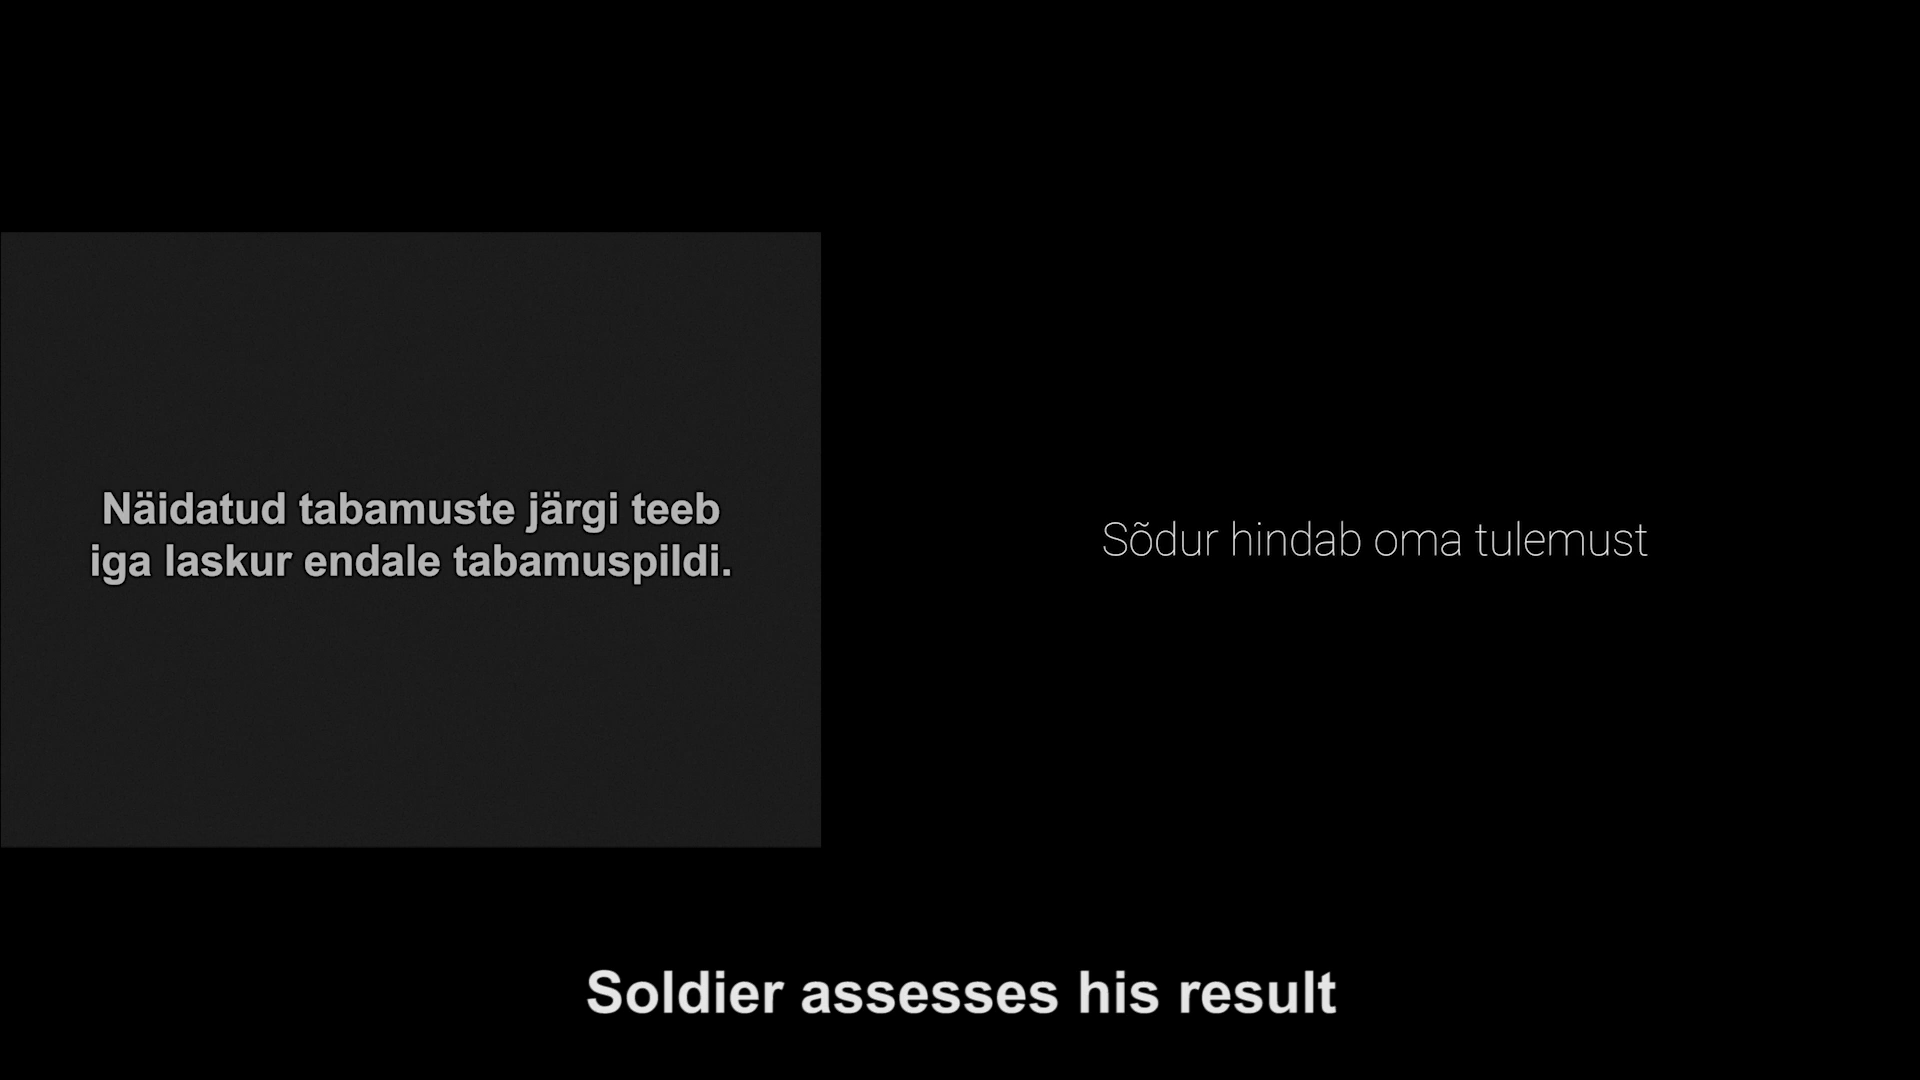 Näidatud tabamuste järgi teeb
iga laskur endale tabamuspildi.
Sõdur hindab oma tulemust
Soldier assesses his result